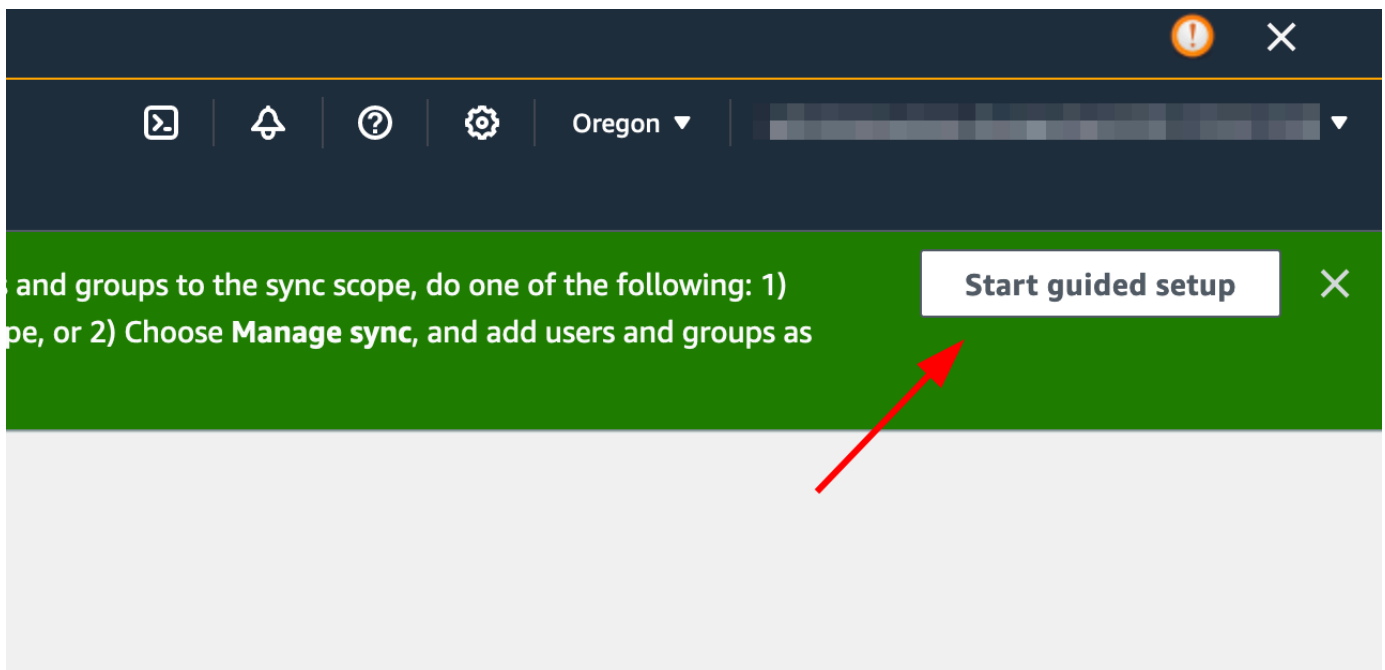 Oregon
and groups to the sync scope, do one of the following: 1)
Start guided setup
or 2) Choose Manage sync, and add users and groups as